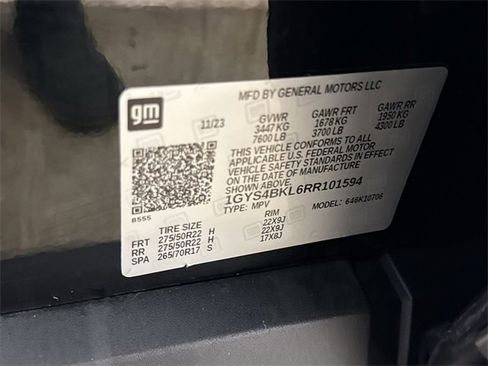 gm
MFD BY GENERAL MOTORS LLC
11/23 GVWR GAWR FRT GAWR RR
3447 KG 1678 KG 1950 KG
7600 LB 3700 LB 4300 LB
THIS VEHICLE CONFORMS TO ALL
APPLICABLE U.S. FEDERAL MOTOR
VEHICLE SAFETY STANDARDS IN EFFECT
ON THE DATE OF MANUFACTURE
SHOWN ABOVE.
1GYS4BKL6RR101594
TYPE: MPV MODEL: 646K10706
B555
TIRE SIZE RIM
FRT 275/50R22 H 22X9J
RR 275/50R22 H 22X9J
SPA 265/70R17 S 17X8J